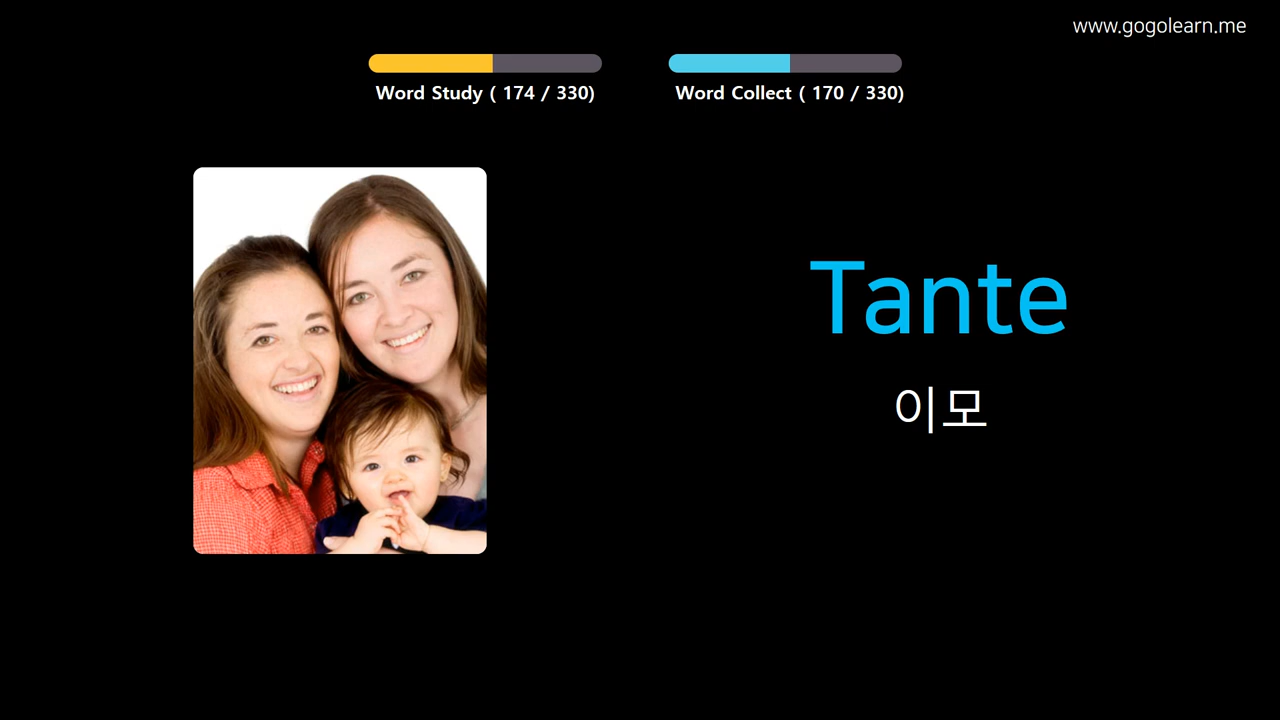 www.gogolearn.me
Word Study ( 174 / 330)
Word Collect ( 170 / 330)
Tante
이모